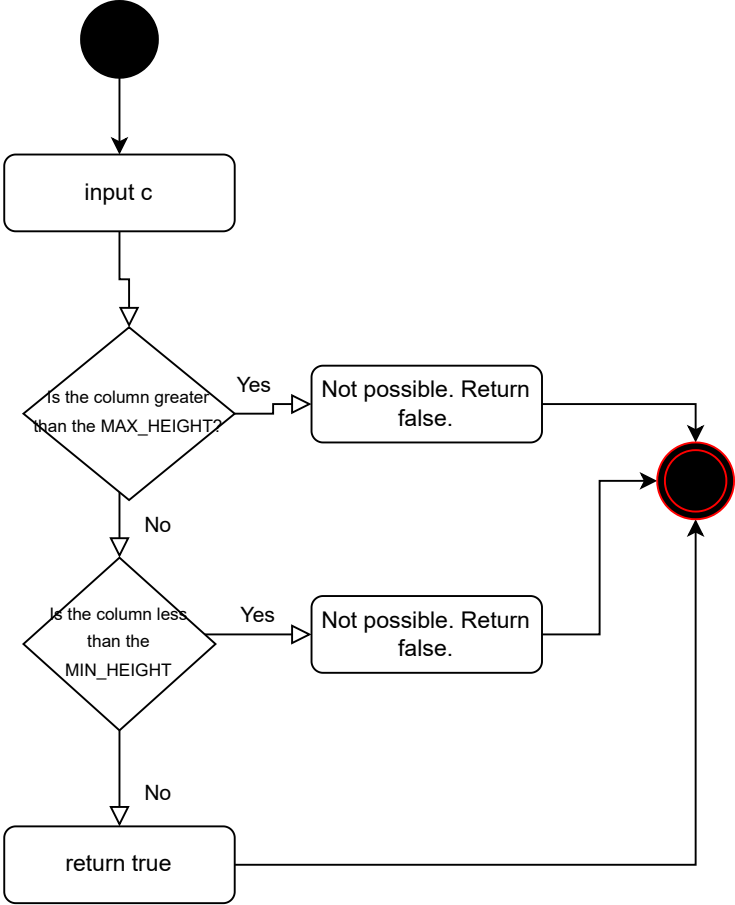 input c
Is the column greater
than the MAX_HEIGHT?
Yes
Not possible. Return
false.
No
Is the column less
than the
MIN_HEIGHT
Yes
Not possible. Return
false.
No
return true